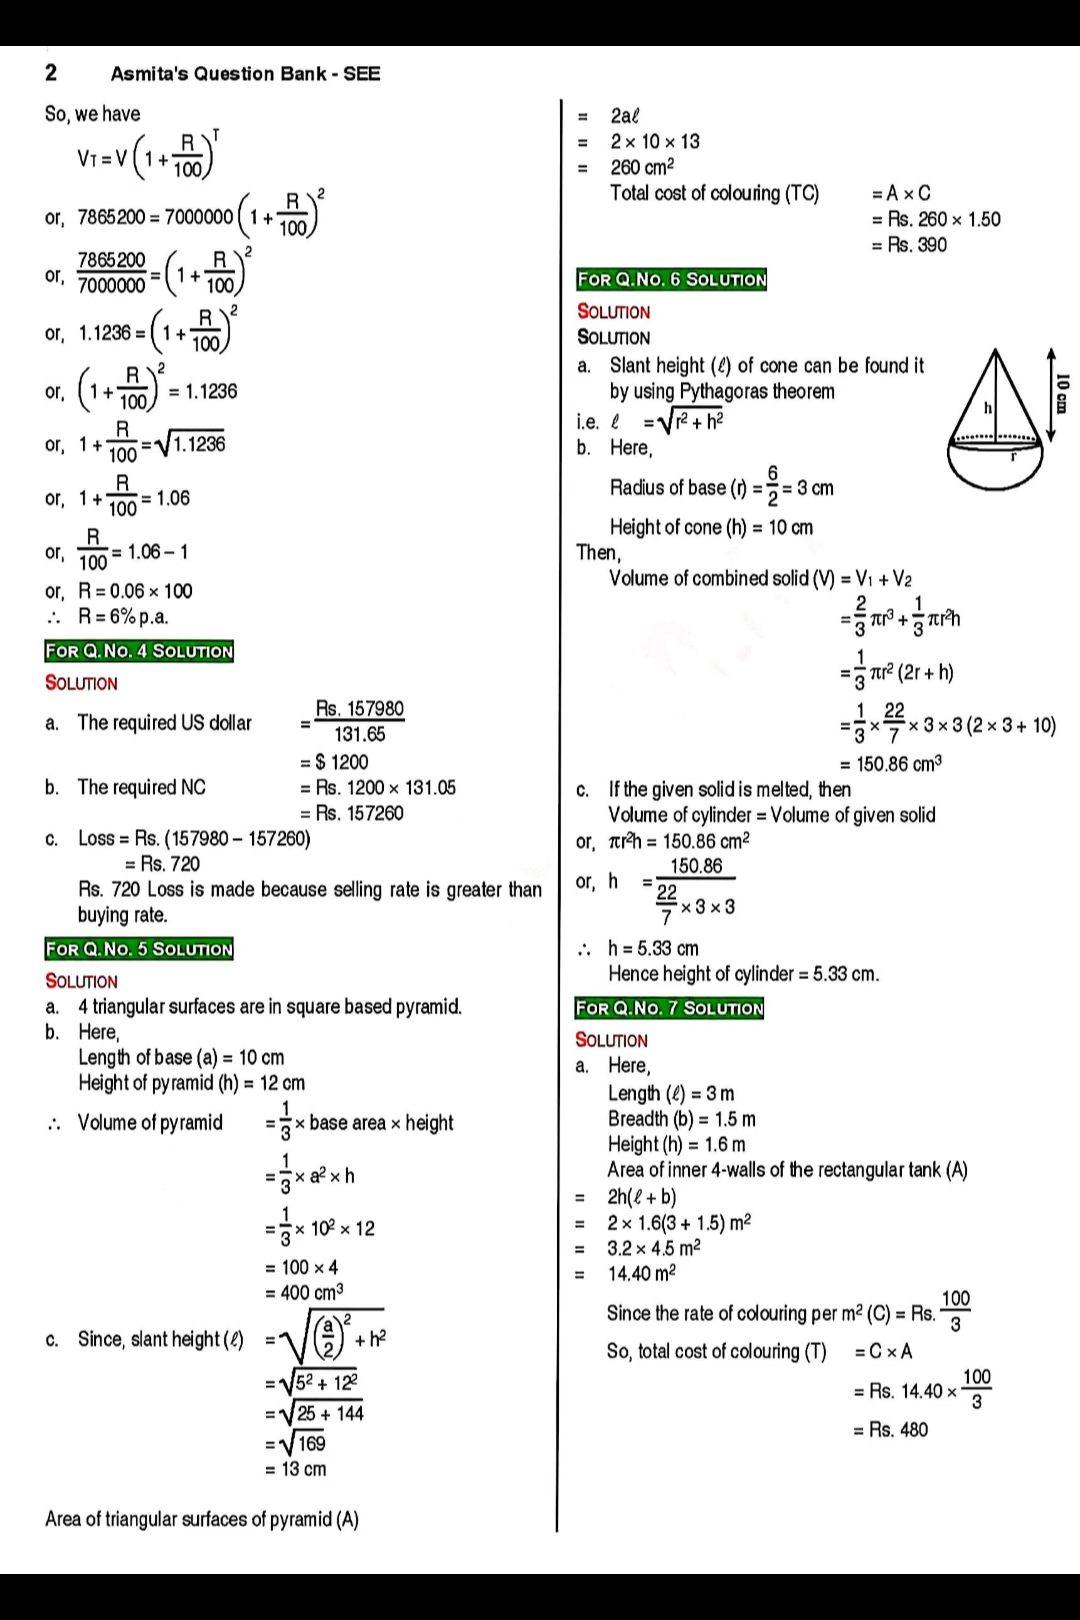 2 Asmita's Question Bank - SEE
So, we have
V_T = V (1 + R/100)^T
or, 7865200 = 7000000 (1 + R/100)^2
or, 7865200/7000000 = (1 + R/100)^2
or, 1.1236 = (1 + R/100)^2
or, (1 + R/100)^2 = 1.1236
or, 1 + R/100 = √1.1236
or, 1 + R/100 = 1.06
or, R/100 = 1.06 – 1
or, R = 0.06 × 100
∴ R = 6% p.a.
FOR Q.NO. 4 SOLUTION
SOLUTION
a. The required US dollar = Rs. 157980/131.65
= $ 1200
b. The required NC = Rs. 1200 × 131.05
= Rs. 157260
c. Loss = Rs. (157980 – 157260)
= Rs. 720
Rs. 720 Loss is made because selling rate is greater than
buying rate.
FOR Q.NO. 5 SOLUTION
SOLUTION
a. 4 triangular surfaces are in square based pyramid.
b. Here,
Length of base (a) = 10 cm
Height of pyramid (h) = 12 cm
∴ Volume of pyramid = 1/3 × base area × height
= 1/3 × a² × h
= 1/3 × 10² × 12
= 100 × 4
= 400 cm³
c. Since, slant height (ℓ) = √((a/2)² + h²)
= √(5² + 12²)
= √(25 + 144)
= √169
= 13 cm
Area of triangular surfaces of pyramid (A)
= 2aℓ
= 2 × 10 × 13
= 260 cm²
Total cost of colouring (TC) = A × C
= Rs. 260 × 1.50
= Rs. 390
FOR Q.NO. 6 SOLUTION
SOLUTION
SOLUTION
a. Slant height (ℓ) of cone can be found it
by using Pythagoras theorem
i.e. ℓ = √(r² + h²)
b. Here,
Radius of base (r) = 6/2 = 3 cm
Height of cone (h) = 10 cm
h
r
10 cm
Then,
Volume of combined solid (V) = V₁ + V₂
= 2/3 πr³ + 1/3 πr²h
= 1/3 πr² (2r + h)
= 1/3 × 22/7 × 3 × 3 (2 × 3 + 10)
= 150.86 cm³
c. If the given solid is melted, then
Volume of cylinder = Volume of given solid
or, πr²h = 150.86 cm²
or, h = 150.86/(22/7 × 3 × 3)
∴ h = 5.33 cm
Hence height of cylinder = 5.33 cm.
FOR Q.NO. 7 SOLUTION
SOLUTION
a. Here,
Length (ℓ) = 3 m
Breadth (b) = 1.5 m
Height (h) = 1.6 m
Area of inner 4-walls of the rectangular tank (A)
= 2h(ℓ + b)
= 2 × 1.6(3 + 1.5) m²
= 3.2 × 4.5 m²
= 14.40 m²
Since the rate of colouring per m² (C) = Rs. 100/3
So, total cost of colouring (T) = C × A
= Rs. 14.40 × 100/3
= Rs. 480